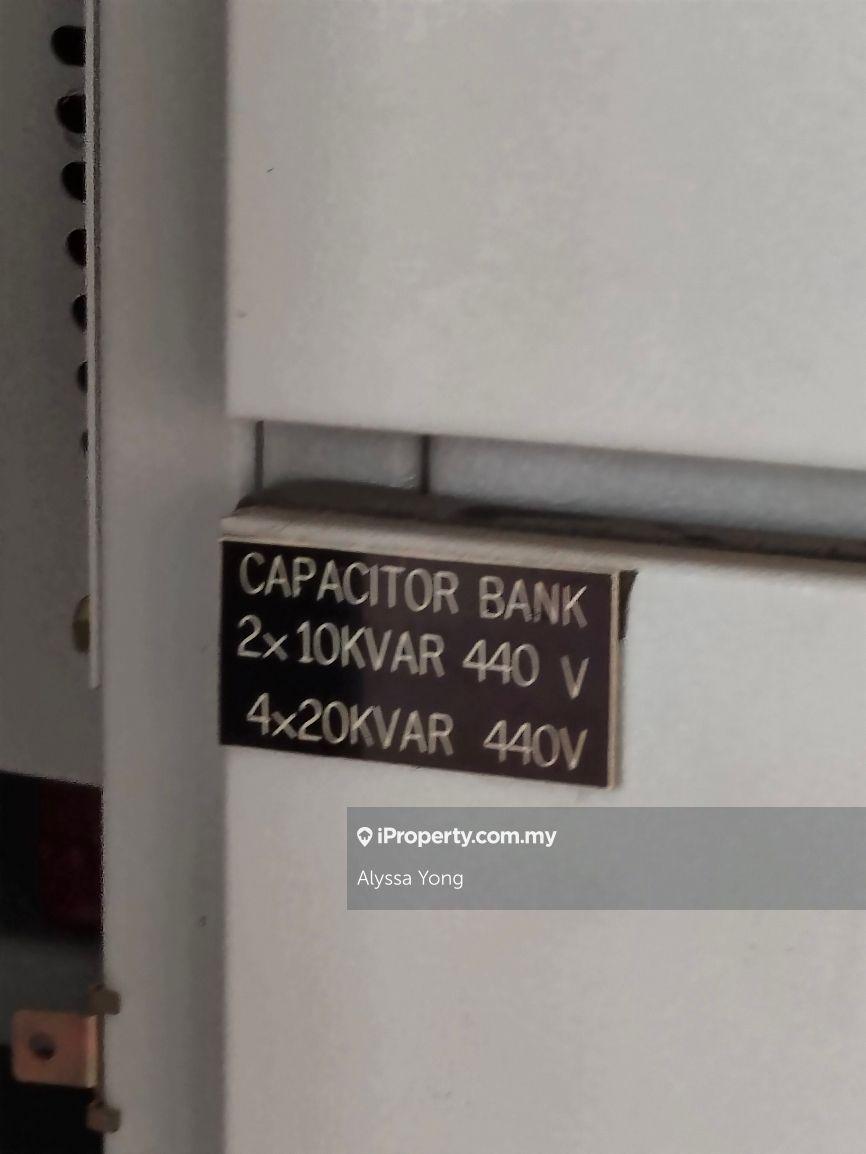 CAPACITOR BANK
2x10KVAR 440 V
4x20KVAR 440V
iProperty.com.my
Alyssa Yong